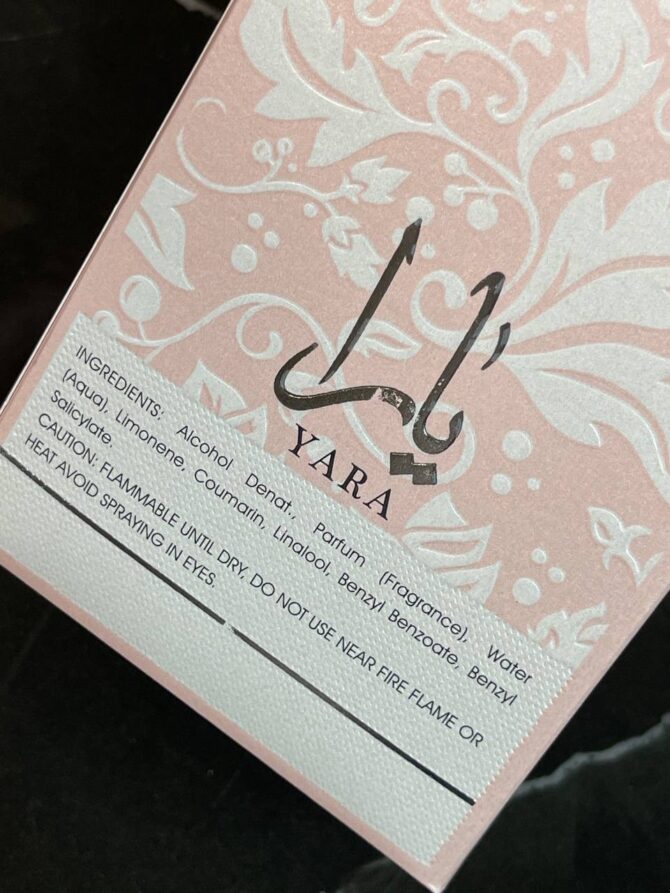 يارا
YARA
INGREDIENTS: Alcohol Denat., Parfum (Fragrance), Water
(Aqua), Limonene, Coumarin, Linalool, Benzyl Benzoate, Benzyl
Salicylate
CAUTION: FLAMMABLE UNTIL DRY, DO NOT USE NEAR FIRE FLAME OR
HEAT AVOID SPRAYING IN EYES.